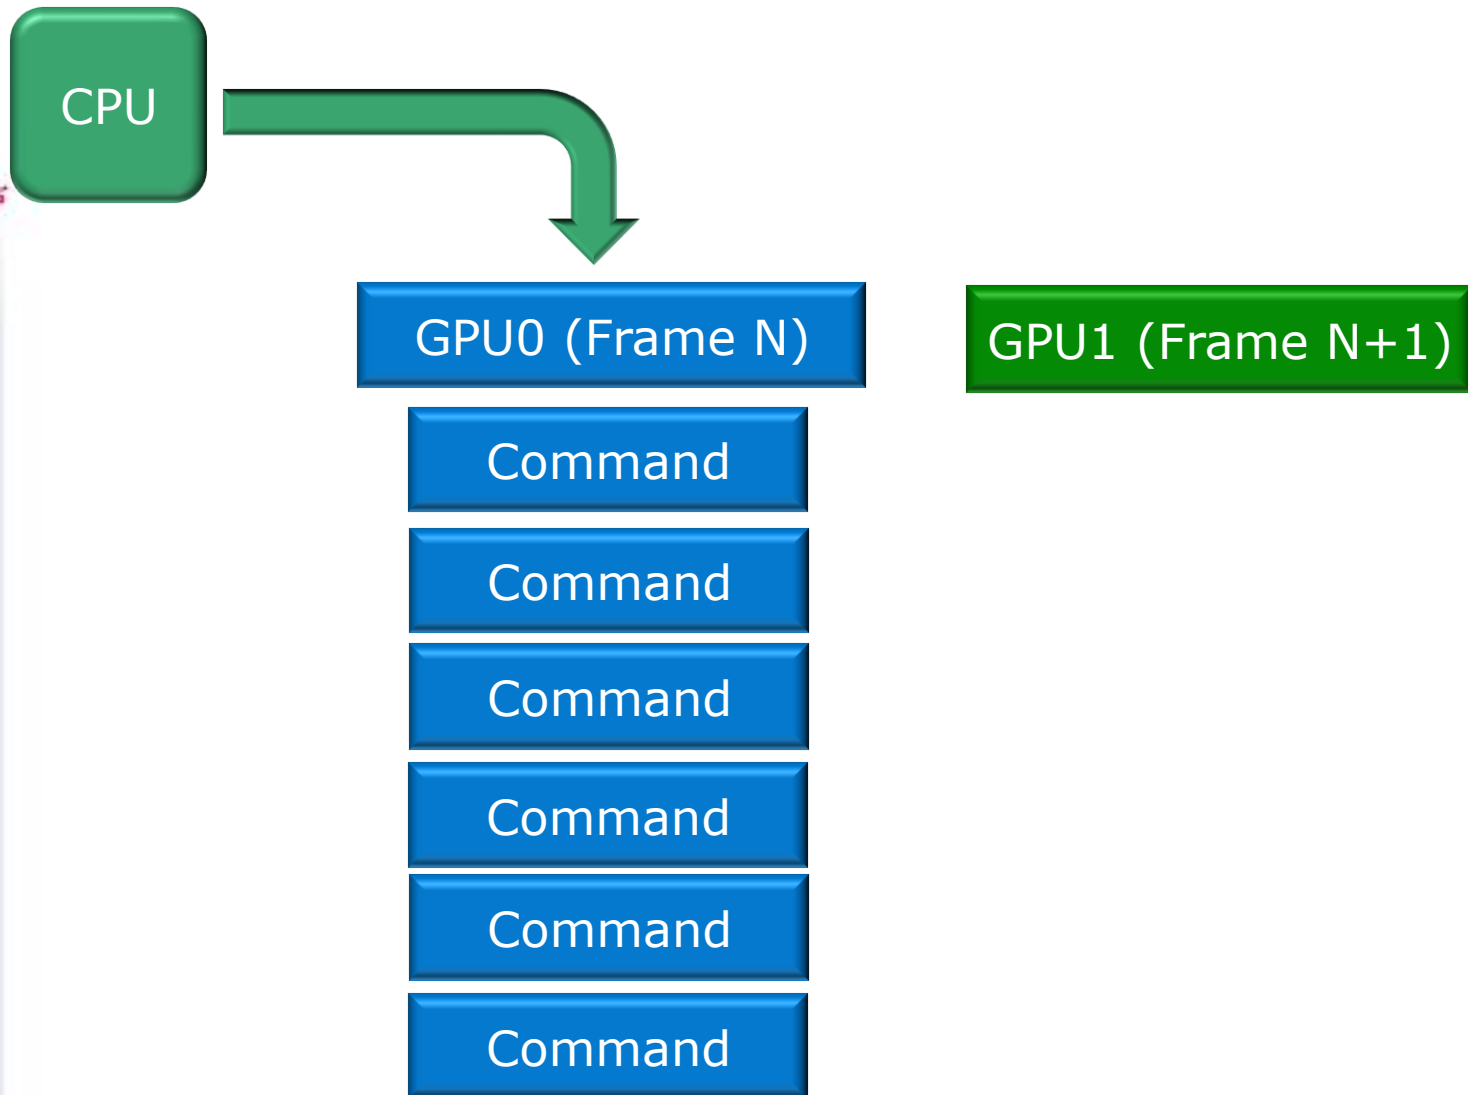 CPU
GPU0 (Frame N)
GPU1 (Frame N+1)
Command
Command
Command
Command
Command
Command